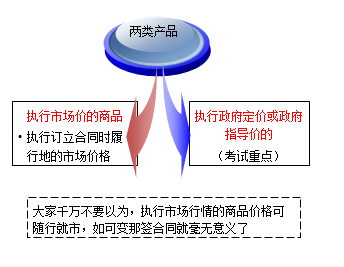 两类产品
执行市场价的商品
• 执行订立合同时履
行地的市场价格
执行政府定价或政府
指导价的
（考试重点）
大家千万不要以为，执行市场行情的商品价格可
随行就市，如可变那签合同就毫无意义了